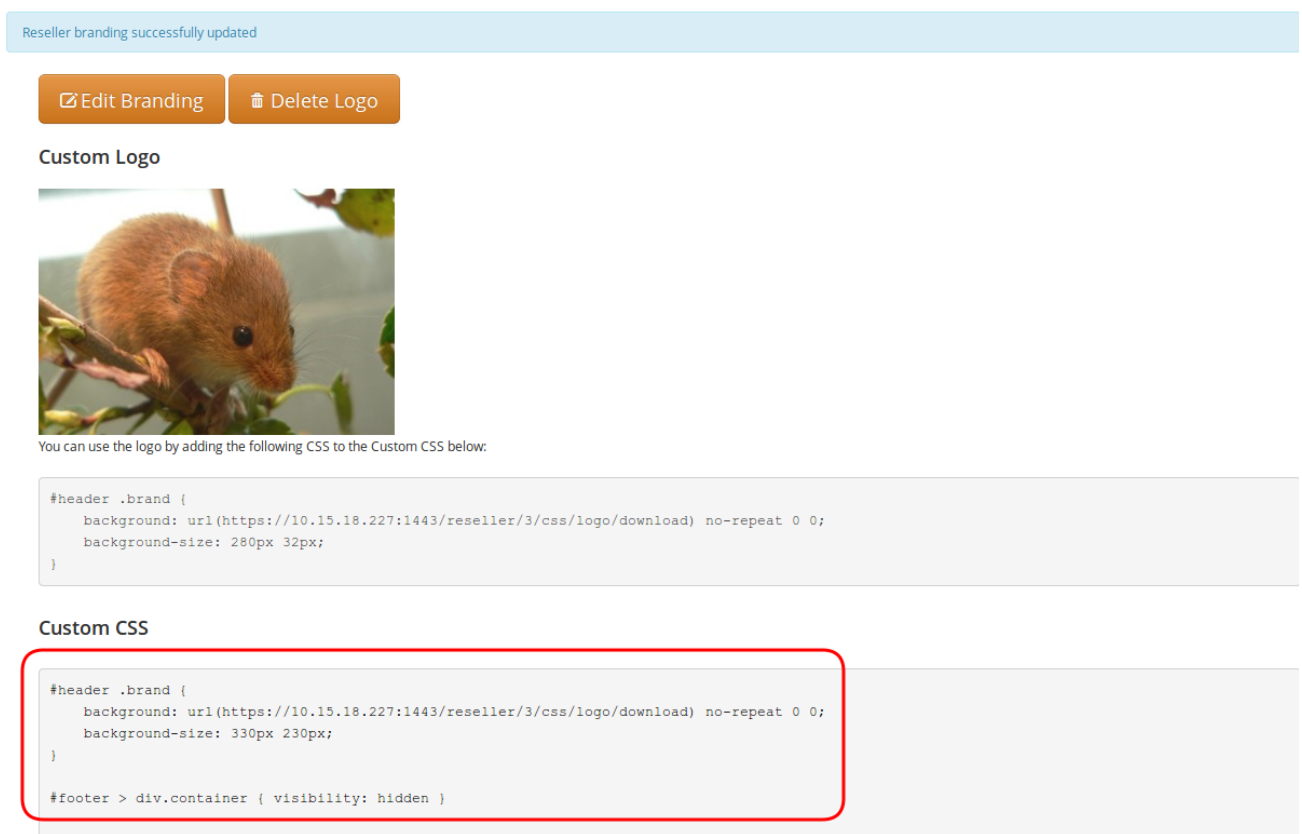 Reseller branding successfully updated
Edit Branding Delete Logo
Custom Logo
You can use the logo by adding the following CSS to the Custom CSS below:
#header .brand {
    background: url(https://10.15.18.227:1443/reseller/3/css/logo/download) no-repeat 0 0;
    background-size: 280px 32px;
}
Custom CSS
#header .brand {
    background: url(https://10.15.18.227:1443/reseller/3/css/logo/download) no-repeat 0 0;
    background-size: 330px 230px;
}
#footer > div.container { visibility: hidden }